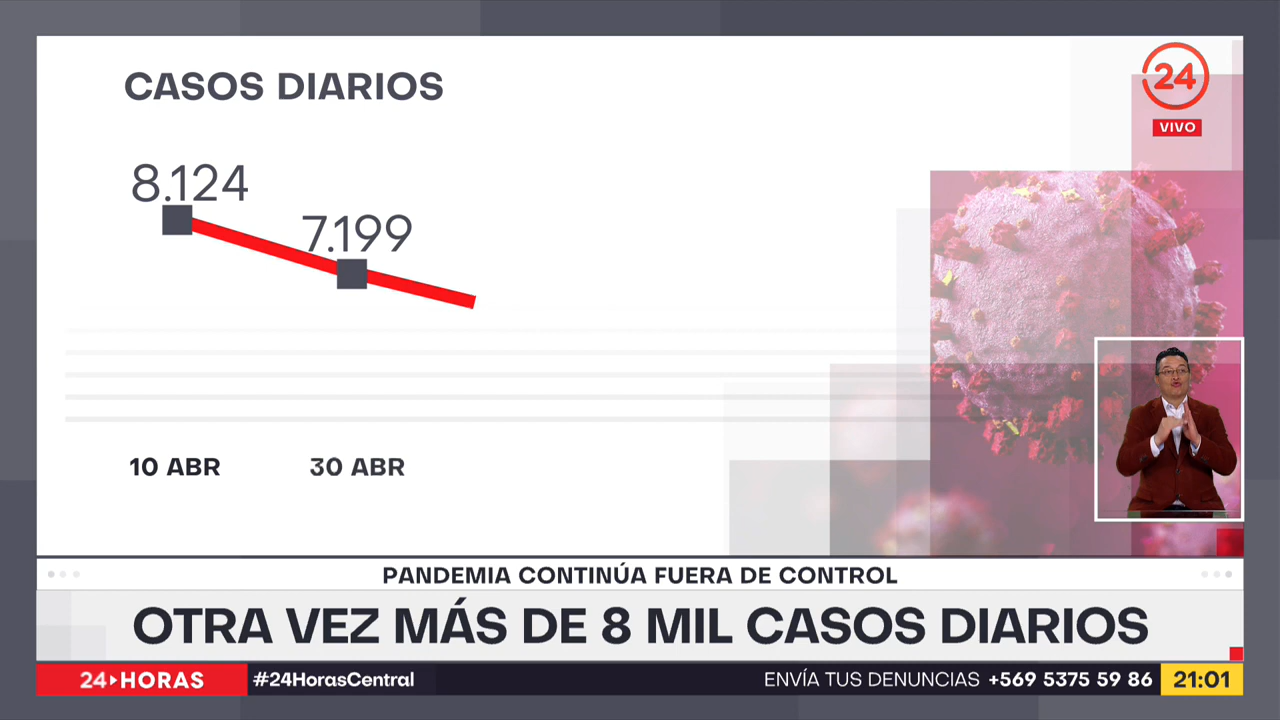 CASOS DIARIOS
24
VIVO
8.124
7.199
10 ABR
30 ABR
PANDEMIA CONTINÚA FUERA DE CONTROL
OTRA VEZ MÁS DE 8 MIL CASOS DIARIOS
24 HORAS
#24HorasCentral
ENVÍA TUS DENUNCIAS +569 5375 59 86
21:01